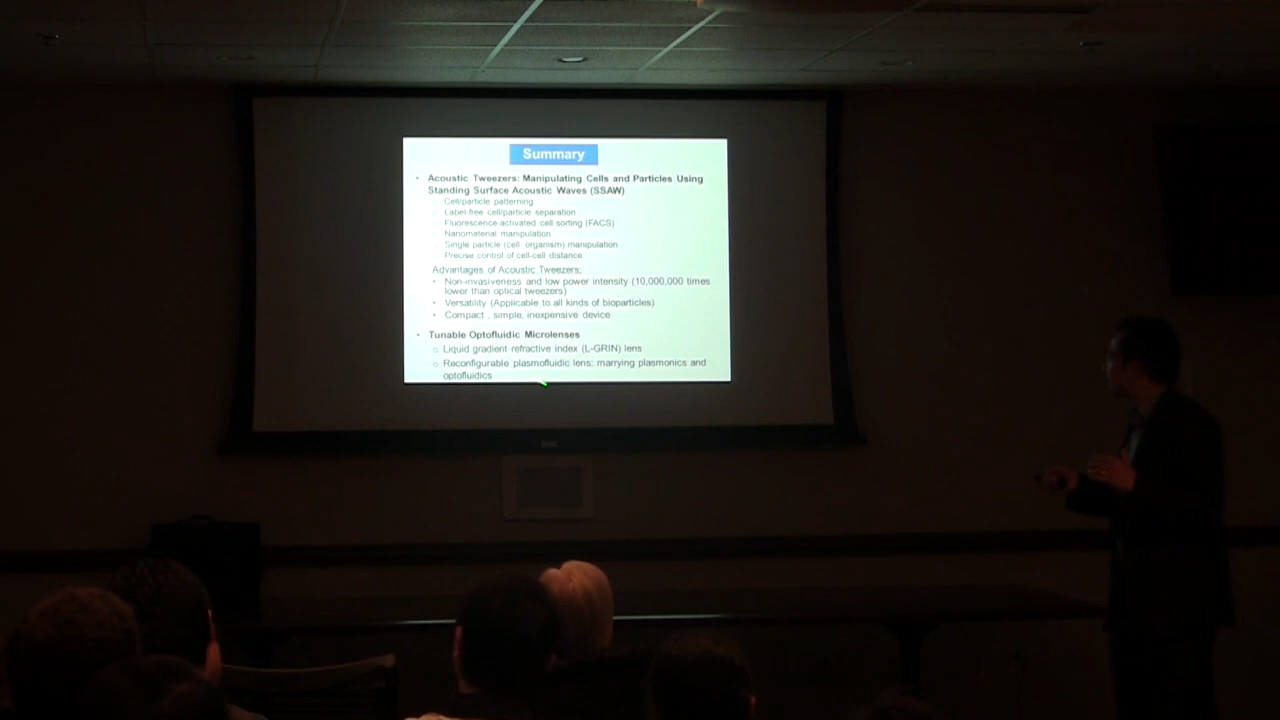 Summary
• Acoustic Tweezers: Manipulating Cells and Particles Using
Standing Surface Acoustic Waves (SSAW)
Cell/particle patterning
Label-free cell/particle separation
Fluorescence-activated cell sorting (FACS)
Nanomaterial manipulation
Single particle (cell, organism) manipulation
Precise control of cell-cell distance
Advantages of Acoustic Tweezers:
• Non-invasiveness and low power intensity (10,000,000 times
lower than optical tweezers)
• Versatility (Applicable to all kinds of bioparticles)
• Compact , simple, inexpensive device
• Tunable Optofluidic Microlenses
o Liquid gradient refractive index (L-GRIN) lens
o Reconfigurable plasmofluidic lens: marrying plasmonics and
optofluidics